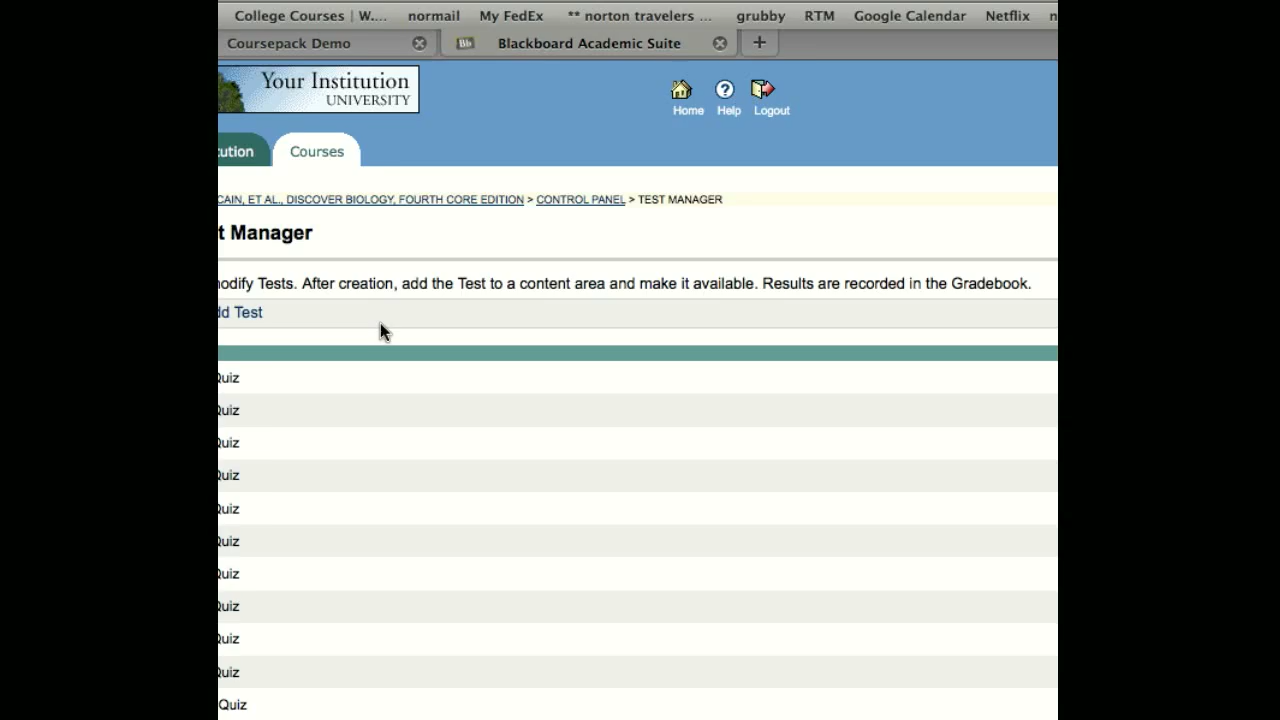 College Courses | W.... normail My FedEx ** norton travelers ... grubby RTM Google Calendar Netflix n
Coursepack Demo Bb Blackboard Academic Suite +
Your Institution
UNIVERSITY
Home ? Help Logout
ution Courses
CAIN, ET AL., DISCOVER BIOLOGY, FOURTH CORE EDITION > CONTROL PANEL > TEST MANAGER
t Manager
odify Tests. After creation, add the Test to a content area and make it available. Results are recorded in the Gradebook.
dd Test
Quiz
Quiz
Quiz
Quiz
Quiz
Quiz
Quiz
Quiz
Quiz
Quiz
Quiz